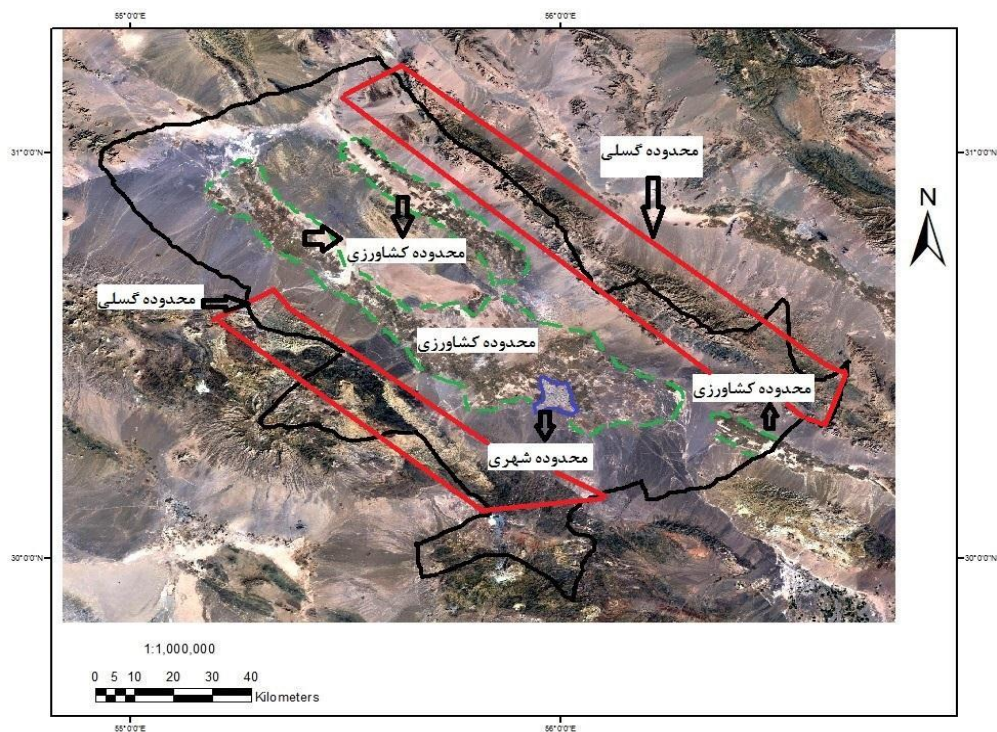 55°0'0"E
56°0'0"E
31°0'0"N
31°0'0"N
محدوده گسلی
N
محدوده کشاورزی
محدوده گسلی
محدوده کشاورزی
محدوده کشاورزی
محدوده شهری
30°0'0"N
30°0'0"N
1:1,000,000
0 5 10 20 30 40
Kilometers
55°0'0"E
56°0'0"E